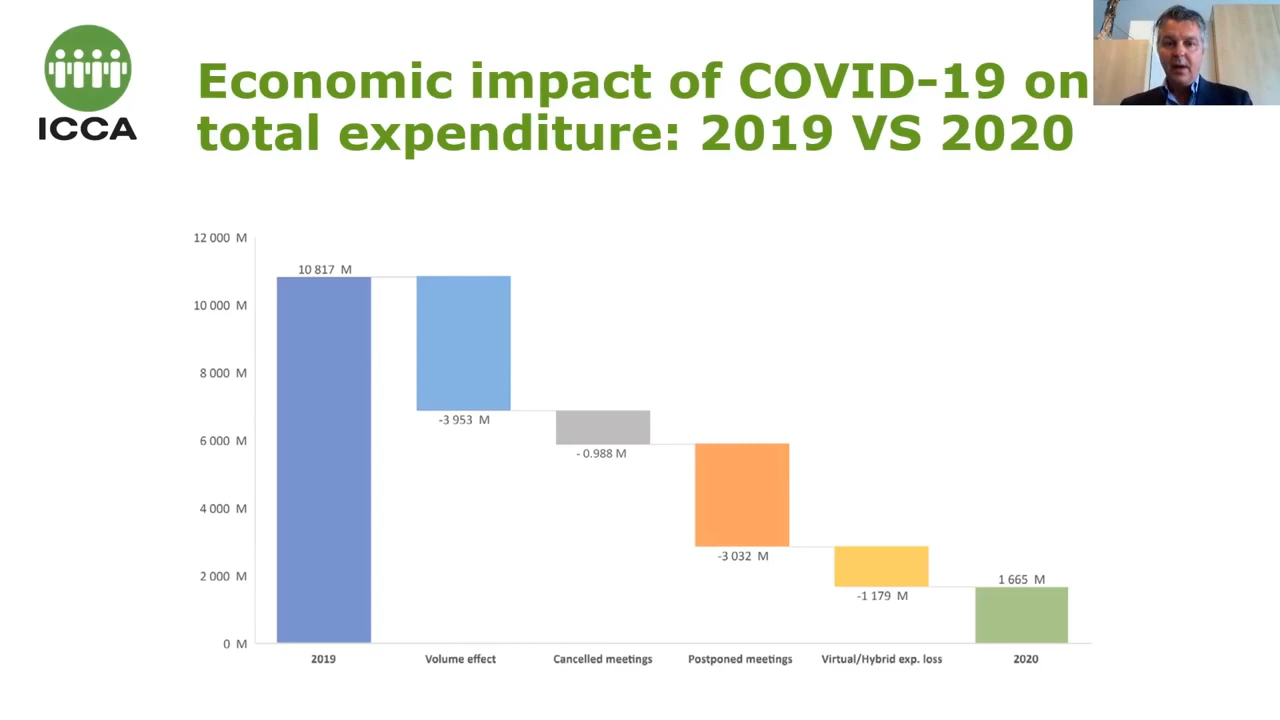 ICCA
Economic impact of COVID-19 on
total expenditure: 2019 VS 2020
12 000 M
10 000 M
8 000 M
6 000 M
4 000 M
2 000 M
0 M
10 817 M
-3 953 M
- 0.988 M
-3 032 M
-1 179 M
1 665 M
2019
Volume effect
Cancelled meetings
Postponed meetings
Virtual/Hybrid exp. loss
2020